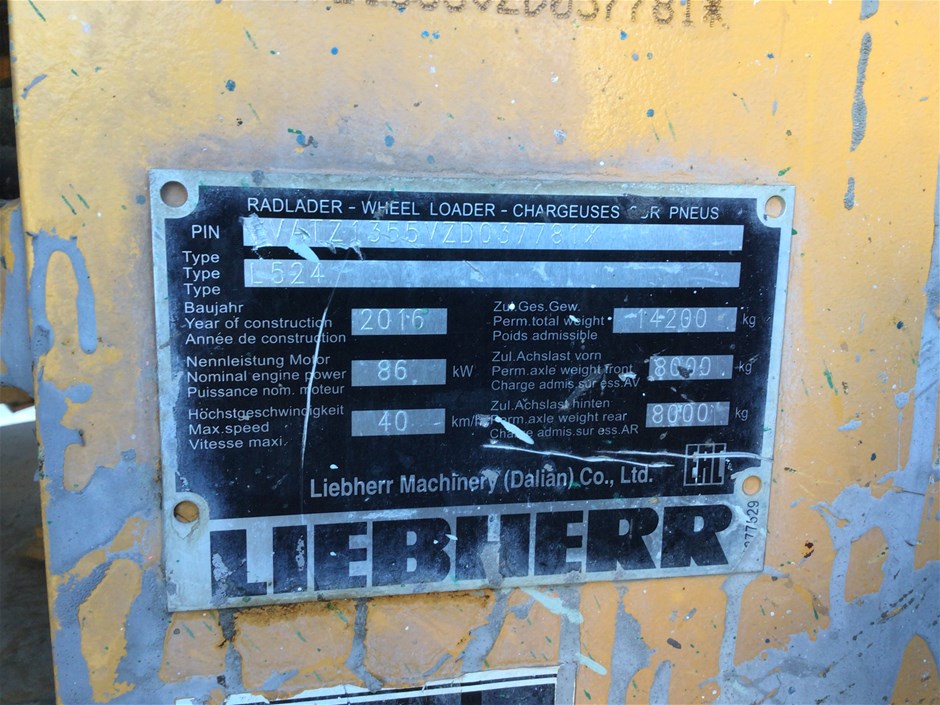 RADLADER - WHEEL LOADER - CHARGEUSES SUR PNEUS
PIN
Type L524
Type
Type
Baujahr
Year of construction 2016
Année de construction
Zul.Ges.Gew.
Perm.total weight 14200 kg
Poids admissible
Nennleistung Motor
Nominal engine power 86 kW
Puissance nom. moteur
Zul.Achslast vorn
Perm.axle weight front 8000 kg
Charge admis.sur ess.AV
Höchstgeschwindigkeit
Max.speed 40 km/h
Vitesse maxi.
Zul.Achslast hinten
Perm.axle weight rear 8000 kg
Charge admis.sur ess.AR
Liebherr Machinery (Dalian) Co., Ltd.
LIEBHERR